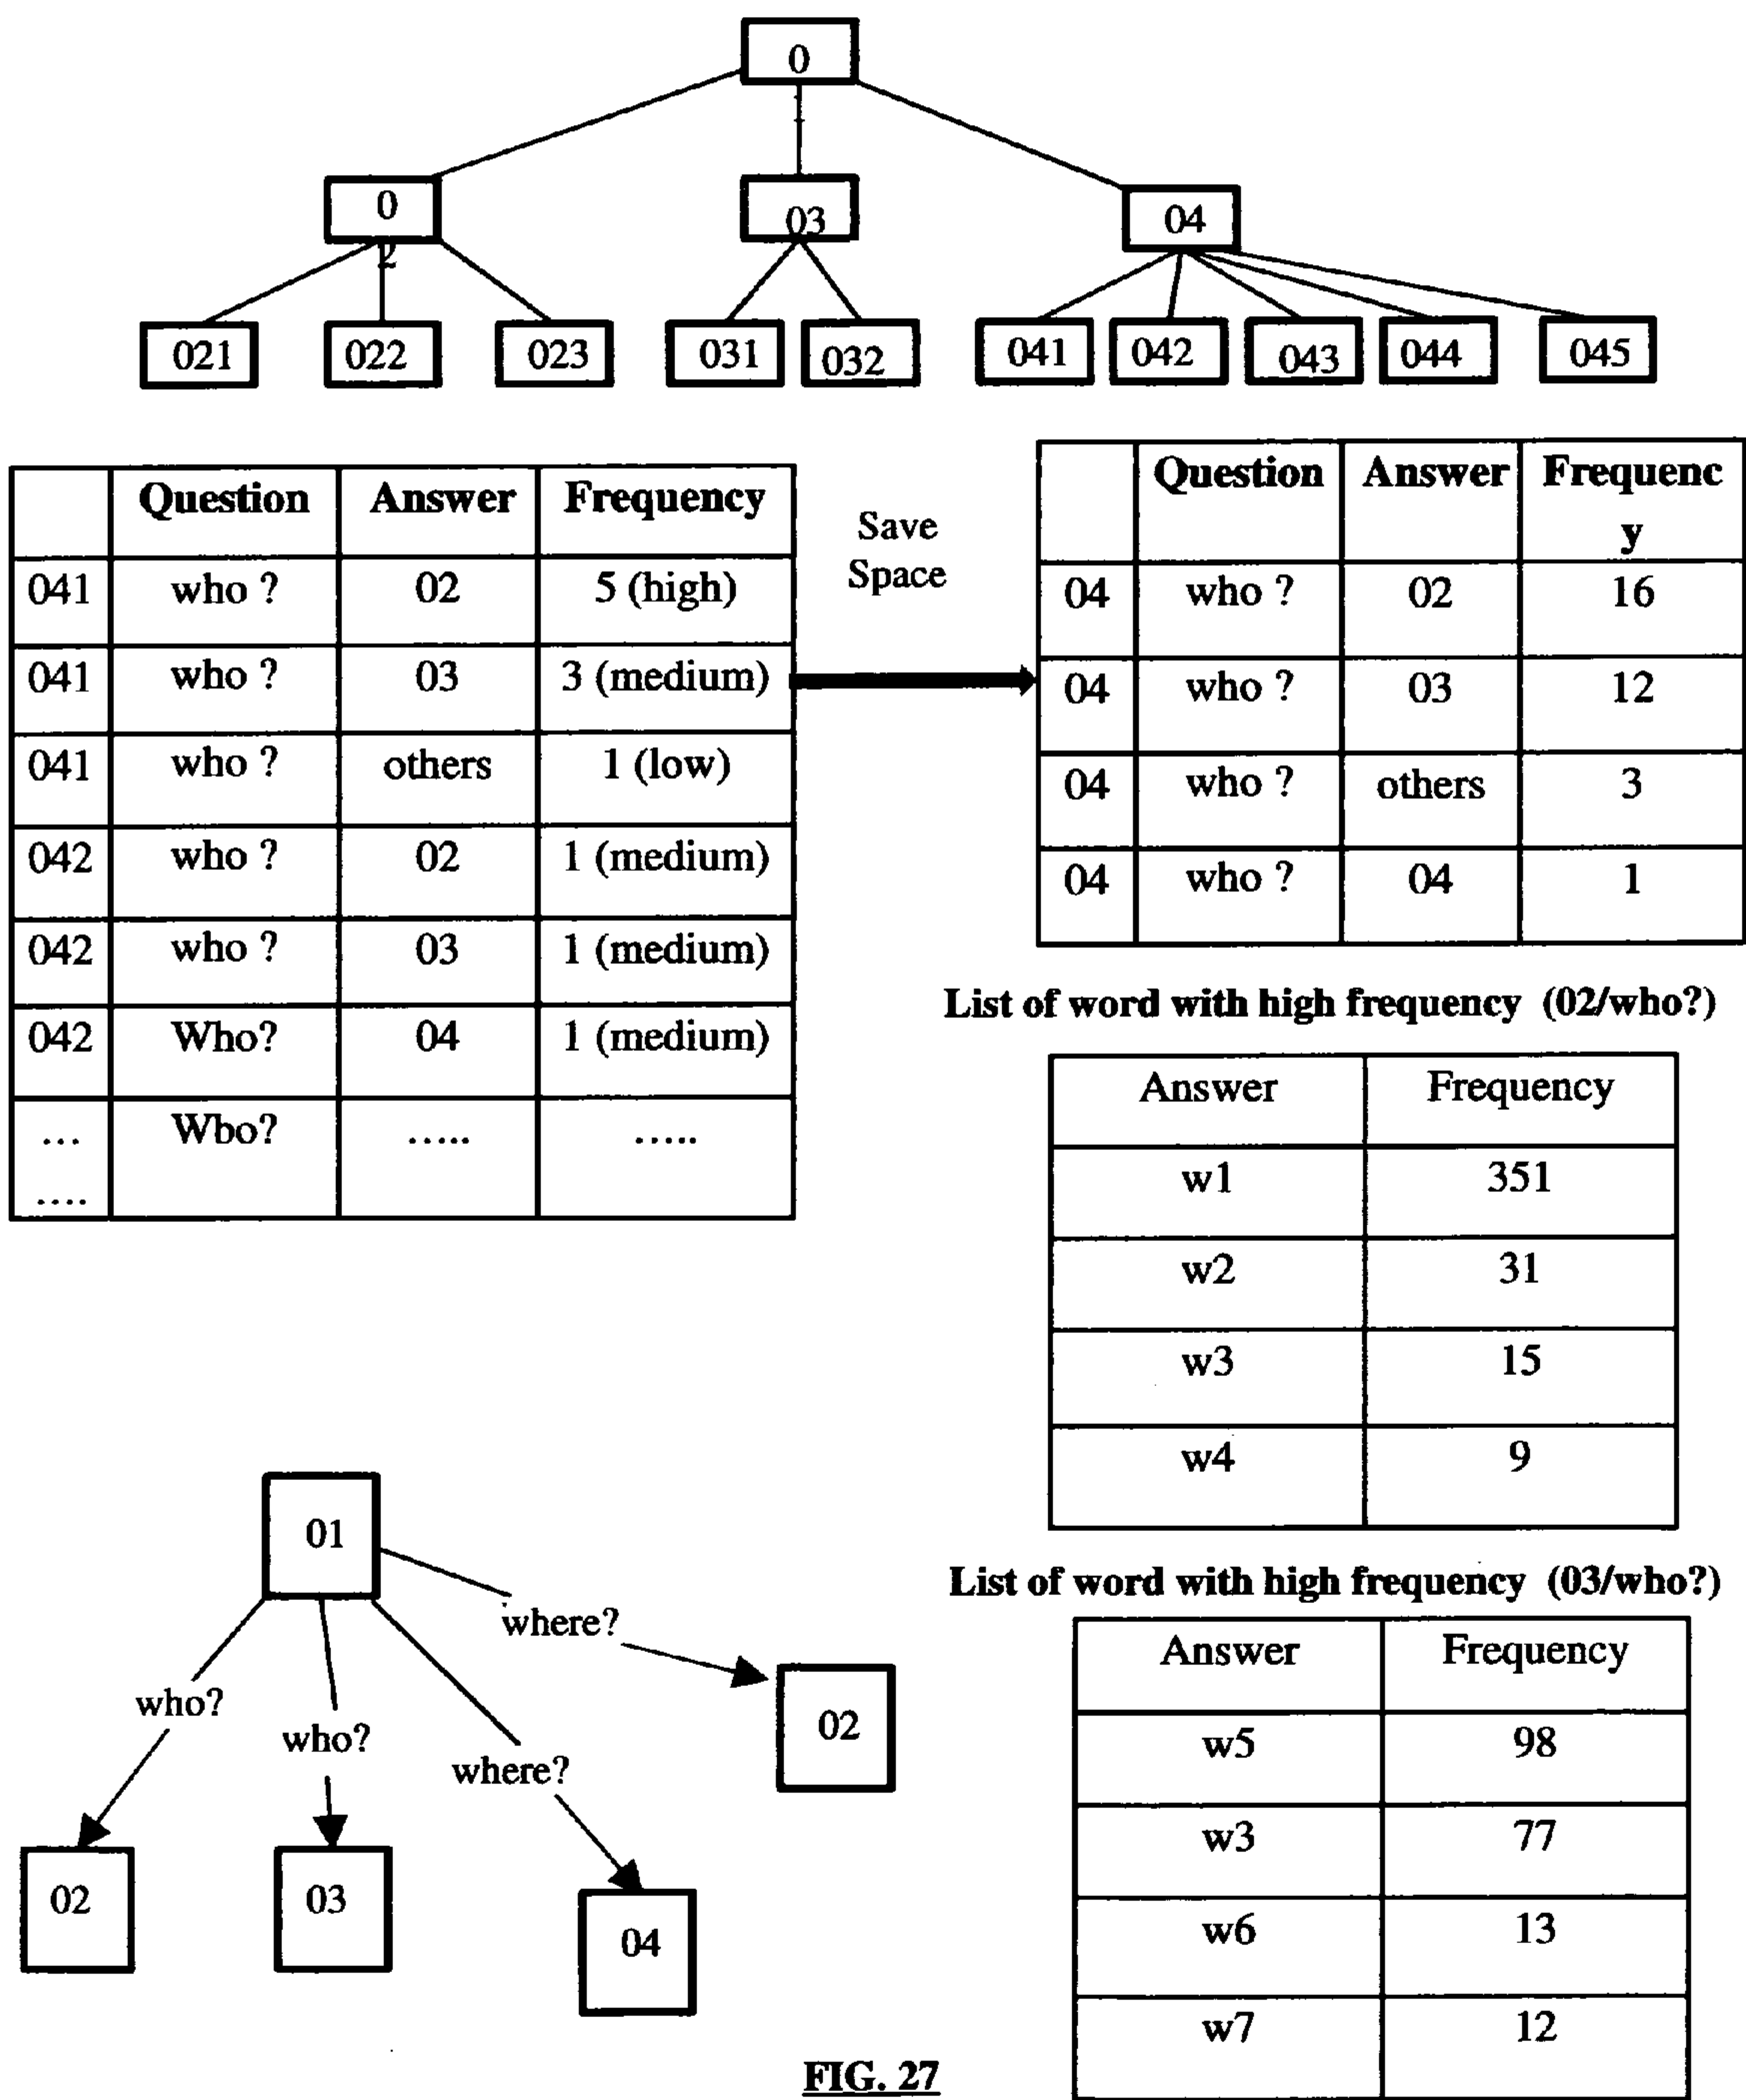 0
1
0
2
03
04
021 022 023 031 032 041 042 043 044 045
Question Answer Frequency
041 who ? 02 5 (high)
041 who ? 03 3 (medium)
041 who ? others 1 (low)
042 who ? 02 1 (medium)
042 who ? 03 1 (medium)
042 Who? 04 1 (medium)
... Wbo? ..... .....
....
Save
Space
Question Answer Frequenc
y
04 who ? 02 16
04 who ? 03 12
04 who ? others 3
04 who ? 04 1
List of word with high frequency (02/who?)
Answer Frequency
w1 351
w2 31
w3 15
w4 9
01
where?
who?
who?
where?
02
02
03
04
List of word with high frequency (03/who?)
Answer Frequency
w5 98
w3 77
w6 13
w7 12
FIG. 27